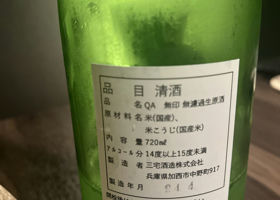 品 目 清酒
品 名 QA 無印 無濾過生原酒
原 材 料 名 米(国産)、
米こうじ(国産米)
内 容 量 720㎖
アルコール分 14度以上15度未満
製 造 者 三宅酒造株式会社
兵庫県加西市中野町917
製造年月